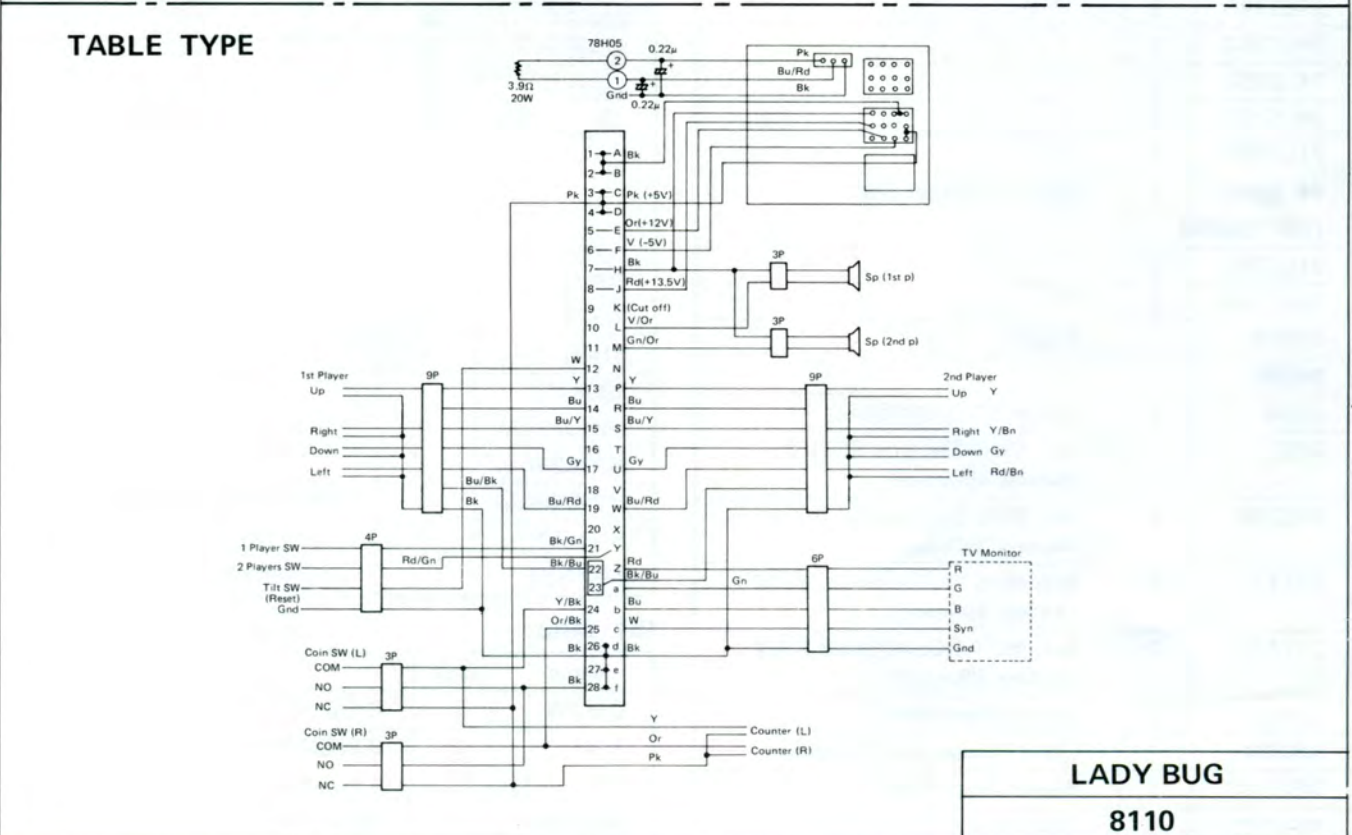 TABLE TYPE
78H05
0.22μ
2
1
Gnd
0.22μ
3.9Ω
20W
Pk
Bu/Rd
Bk
1 A Bk
2 B
Pk 3 C Pk (+5V)
4 D
5 E Or(+12V)
6 F V (-5V)
7 H Bk
8 J Rd(+13.5V)
9 K (Cut off)
10 L V/Or
11 M Gn/Or
3P
Sp (1st p)
3P
Sp (2nd p)
W 12 N
Y 13 P Y
Bu 14 R Bu
Bu/Y 15 S Bu/Y
16 T
Gy 17 U Gy
18 V
Bu/Rd 19 W Bu/Rd
20 X
Bk/Gn 21 Y
Bk/Bu 22 Z Rd
23 a Bk/Bu
Y/Bk 24 b Bu
Or/Bk 25 c W
Bk 26 d Bk
27 e
Bk 28 f
1st Player
9P
Up
Right
Down
Left
Bu/Bk
Bk
9P
2nd Player
Up Y
Right Y/Bn
Down Gy
Left Rd/Bn
4P
1 Player SW
2 Players SW
Rd/Gn
Tilt SW
(Reset)
Gnd
Gn
6P
TV Monitor
R
G
B
Syn
Gnd
Coin SW (L)
3P
COM
NO
NC
Coin SW (R)
3P
COM
NO
NC
Y
Or
Pk
Counter (L)
Counter (R)
LADY BUG
8110